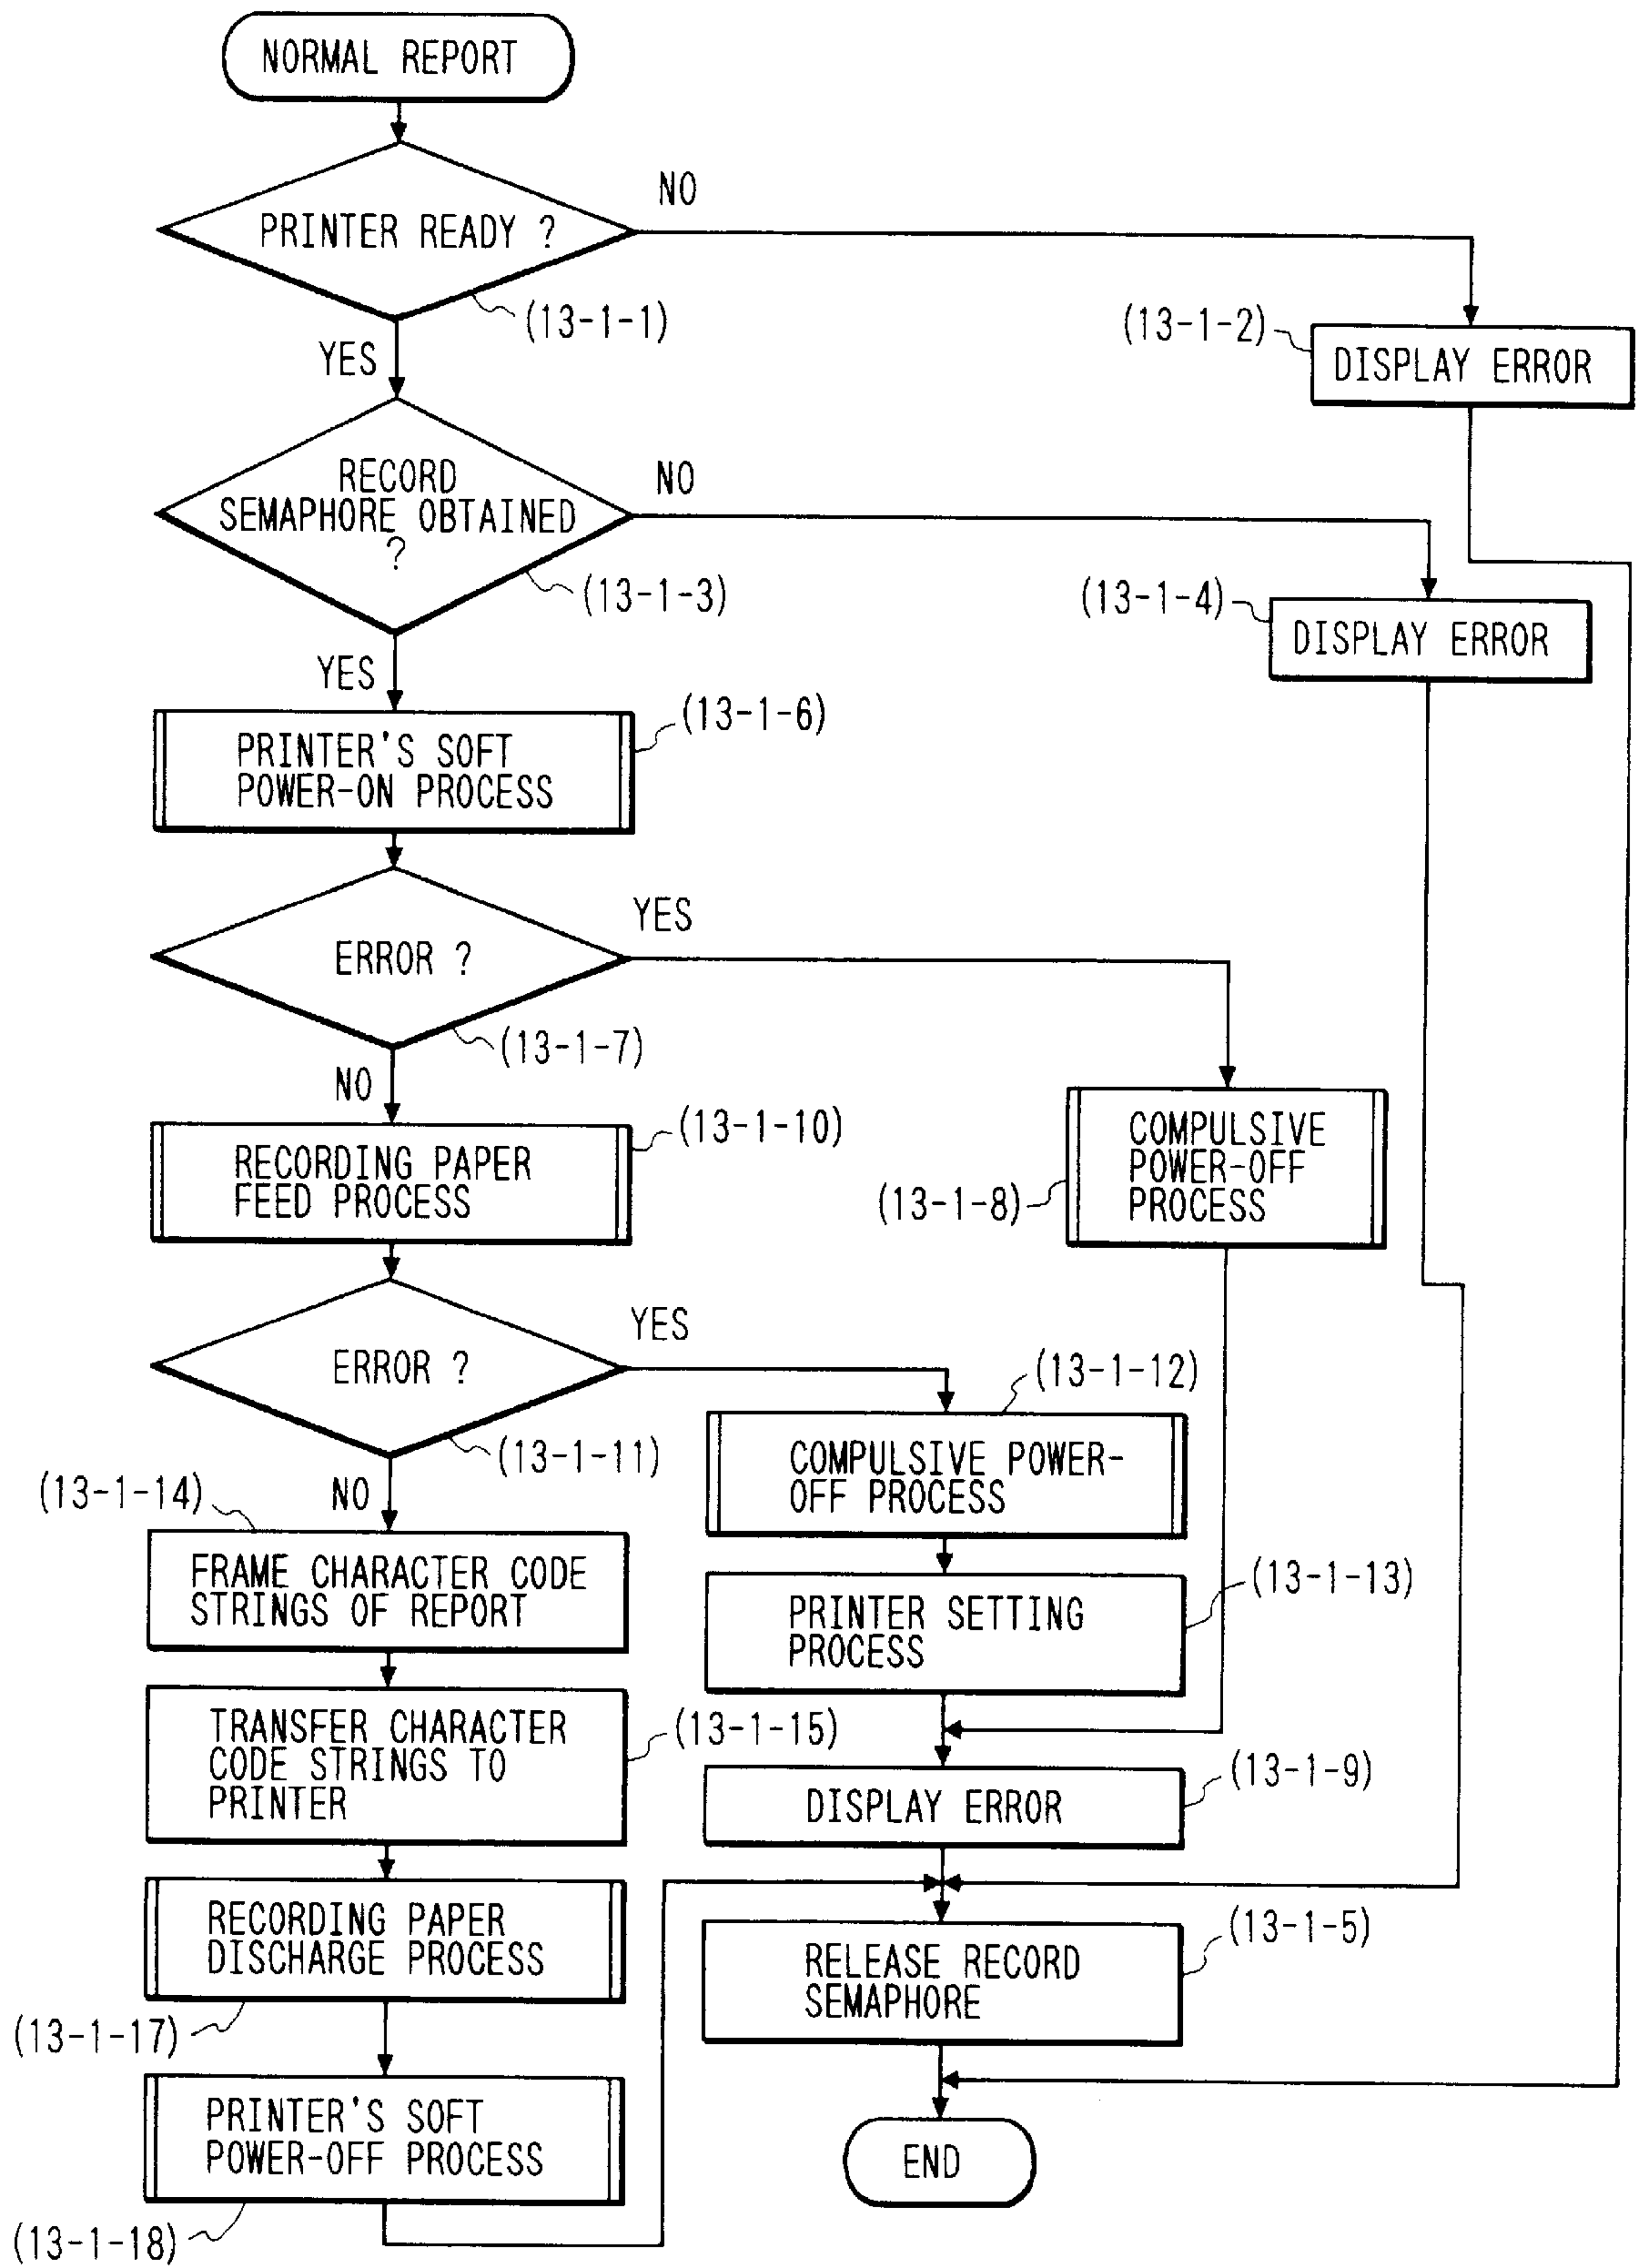 NORMAL REPORT
PRINTER READY ?
NO
(13-1-1)
YES
(13-1-2)
DISPLAY ERROR
RECORD
SEMAPHORE OBTAINED
?
NO
(13-1-3)
YES
(13-1-4)
DISPLAY ERROR
PRINTER'S SOFT
POWER-ON PROCESS
(13-1-6)
ERROR ?
YES
(13-1-7)
NO
COMPULSIVE
POWER-OFF
PROCESS
(13-1-8)
RECORDING PAPER
FEED PROCESS
(13-1-10)
ERROR ?
YES
(13-1-11)
NO
(13-1-12)
COMPULSIVE POWER-
OFF PROCESS
(13-1-14)
FRAME CHARACTER CODE
STRINGS OF REPORT
PRINTER SETTING
PROCESS
(13-1-13)
TRANSFER CHARACTER
CODE STRINGS TO
PRINTER
(13-1-15)
DISPLAY ERROR
(13-1-9)
RECORDING PAPER
DISCHARGE PROCESS
(13-1-17)
RELEASE RECORD
SEMAPHORE
(13-1-5)
PRINTER'S SOFT
POWER-OFF PROCESS
(13-1-18)
END